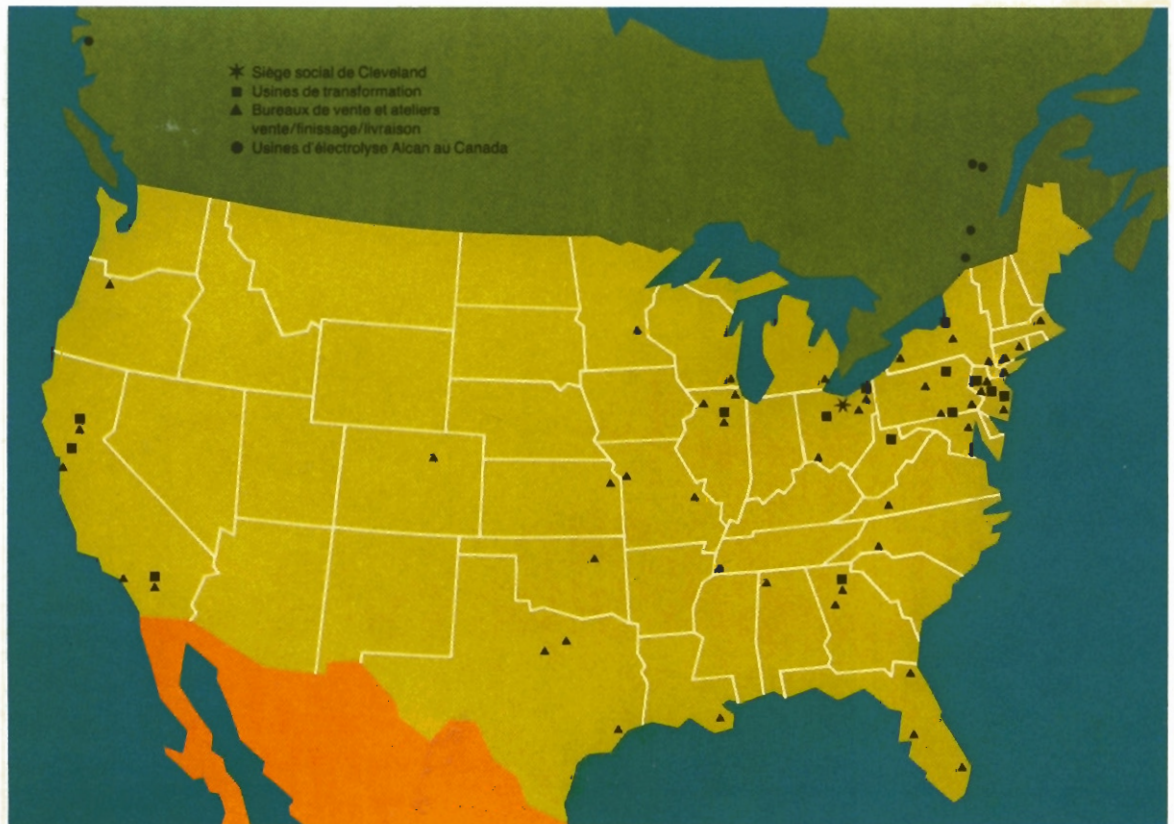 Siège social de Cleveland
Usines de transformation
Bureaux de vente et ateliers
vente/finissage/livraison
Usines d'électrolyse Alcan au Canada